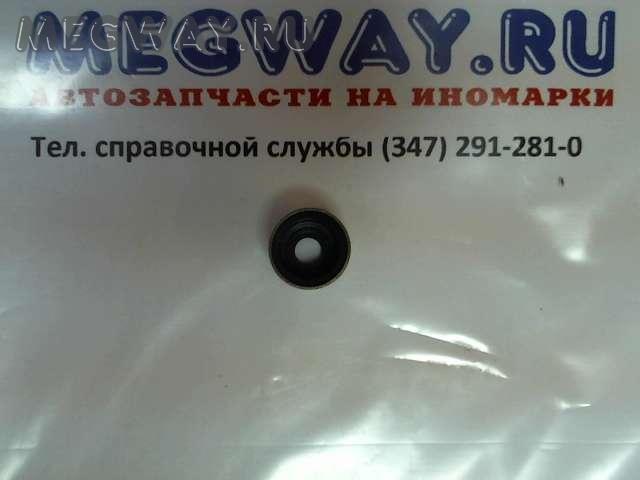 MEGWAY.RU
MEGWAY.RU
АВТОЗАПЧАСТИ НА ИНОМАРКИ
Тел. справочной службы (347) 291-281-0